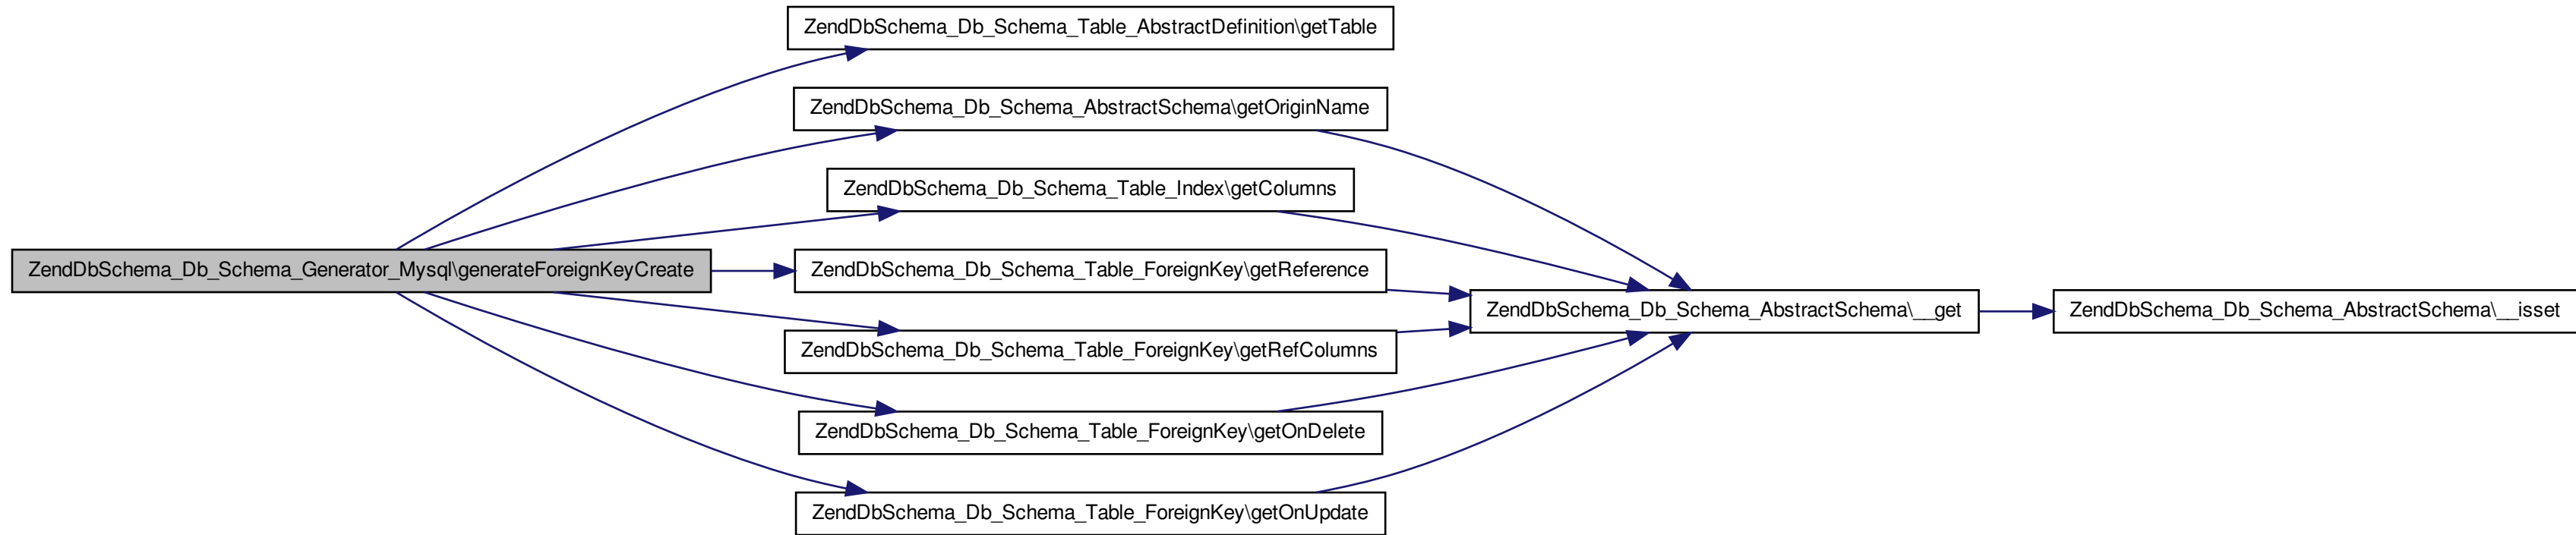 ZendDbSchema_Db_Schema_Table_AbstractDefinition\getTable
ZendDbSchema_Db_Schema_AbstractSchema\getOriginName
ZendDbSchema_Db_Schema_Table_Index\getColumns
ZendDbSchema_Db_Schema_Generator_Mysql\generateForeignKeyCreate
ZendDbSchema_Db_Schema_Table_ForeignKey\getReference
ZendDbSchema_Db_Schema_AbstractSchema\__get
ZendDbSchema_Db_Schema_AbstractSchema\__isset
ZendDbSchema_Db_Schema_Table_ForeignKey\getRefColumns
ZendDbSchema_Db_Schema_Table_ForeignKey\getOnDelete
ZendDbSchema_Db_Schema_Table_ForeignKey\getOnUpdate